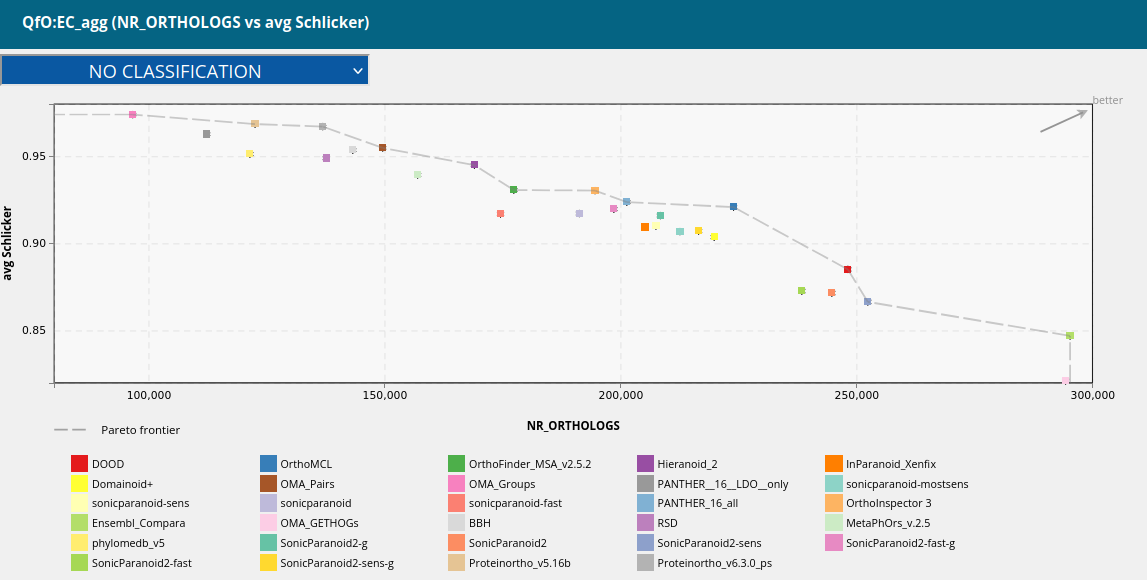 QfO:EC_agg (NR_ORTHOLOGS vs avg Schlicker)
NO CLASSIFICATION
better
0.95
0.90
0.85
avg Schlicker
100,000 150,000 200,000 250,000 300,000
NR_ORTHOLOGS
Pareto frontier
DOOD OrthoMCL OrthoFinder_MSA_v2.5.2 Hieranoid_2 InParanoid_Xenfix
Domainoid+ OMA_Pairs OMA_Groups PANTHER__16__LDO__only sonicparanoid-mostsens
sonicparanoid-sens sonicparanoid sonicparanoid-fast PANTHER_16_all OrthoInspector 3
Ensembl_Compara OMA_GETHOGs BBH RSD MetaPhOrs_v.2.5
phylomedb_v5 SonicParanoid2-g SonicParanoid2 SonicParanoid2-sens SonicParanoid2-fast-g
SonicParanoid2-fast SonicParanoid2-sens-g Proteinortho_v5.16b Proteinortho_v6.3.0_ps